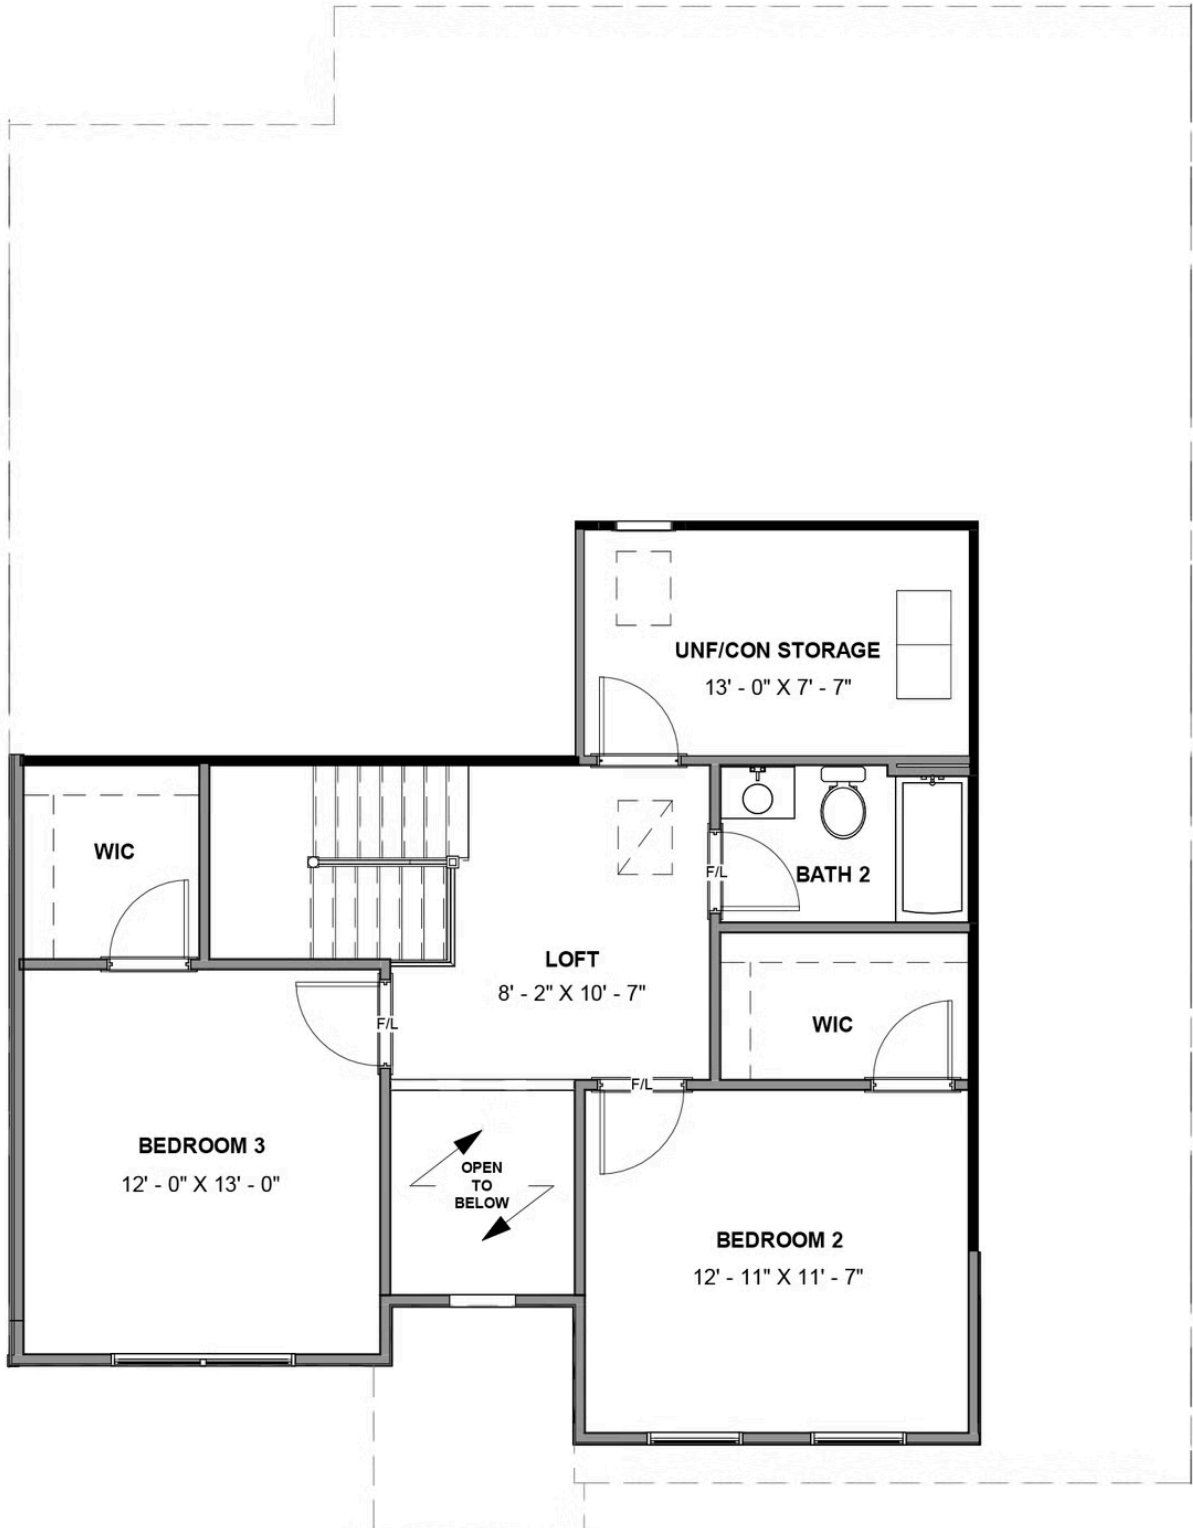 UNF/CON STORAGE
13' - 0" X 7' - 7"
WIC
F/L
BATH 2
LOFT
8' - 2" X 10' - 7"
F/L
WIC
F/L
BEDROOM 3
12' - 0" X 13' - 0"
OPEN
TO
BELOW
BEDROOM 2
12' - 11" X 11' - 7"